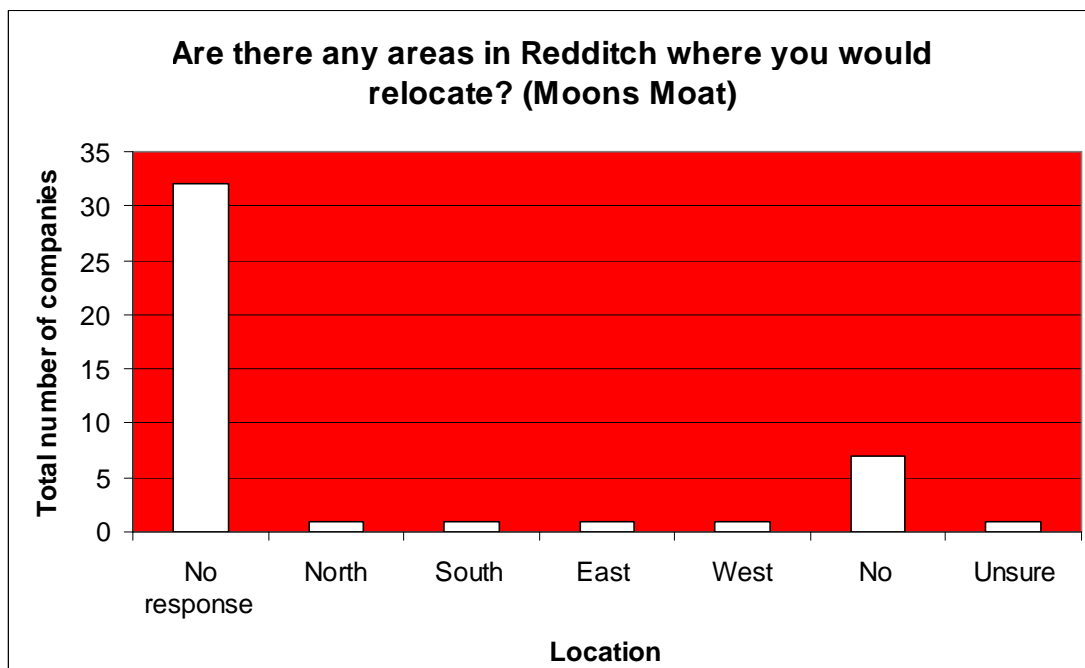 Are there any areas in Redditch where you would
relocate? (Moons Moat)
Total number of companies
35
30
25
20
15
10
5
0
No
response
North
South
East
West
No
Unsure
Location